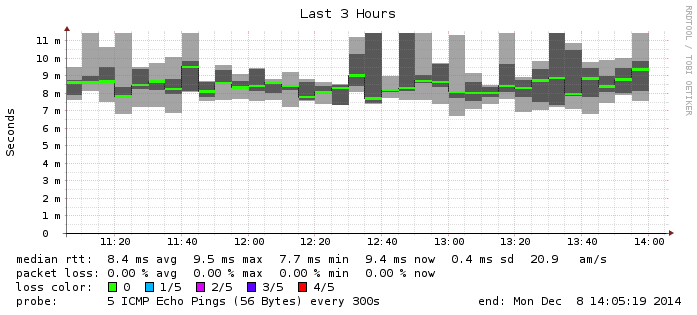 Last 3 Hours
RRDTOOL / TOBI OETIKER
Seconds
11 m
10 m
9 m
8 m
7 m
6 m
5 m
4 m
3 m
2 m
1 m
0
11:20 11:40 12:00 12:20 12:40 13:00 13:20 13:40 14:00
median rtt: 8.4 ms avg 9.5 ms max 7.7 ms min 9.4 ms now 0.4 ms sd 20.9 am/s
packet loss: 0.00 % avg 0.00 % max 0.00 % min 0.00 % now
loss color: 0 1/5 2/5 3/5 4/5
probe: 5 ICMP Echo Pings (56 Bytes) every 300s end: Mon Dec 8 14:05:19 2014